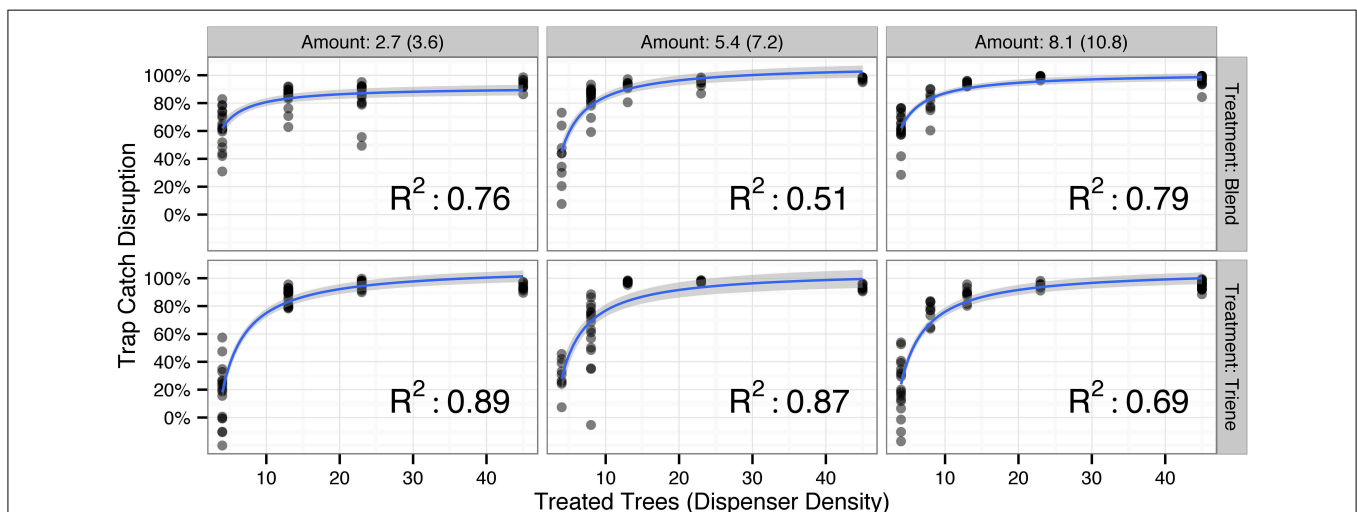 Amount: 2.7 (3.6)
Amount: 5.4 (7.2)
Amount: 8.1 (10.8)
Trap Catch Disruption
100%
80%
60%
40%
20%
0%
R²: 0.76
R²: 0.51
R²: 0.79
Treatment: Blend
100%
80%
60%
40%
20%
0%
R²: 0.89
R²: 0.87
R²: 0.69
Treatment: Triene
10 20 30 40
10 20 30 40
10 20 30 40
Treated Trees (Dispenser Density)